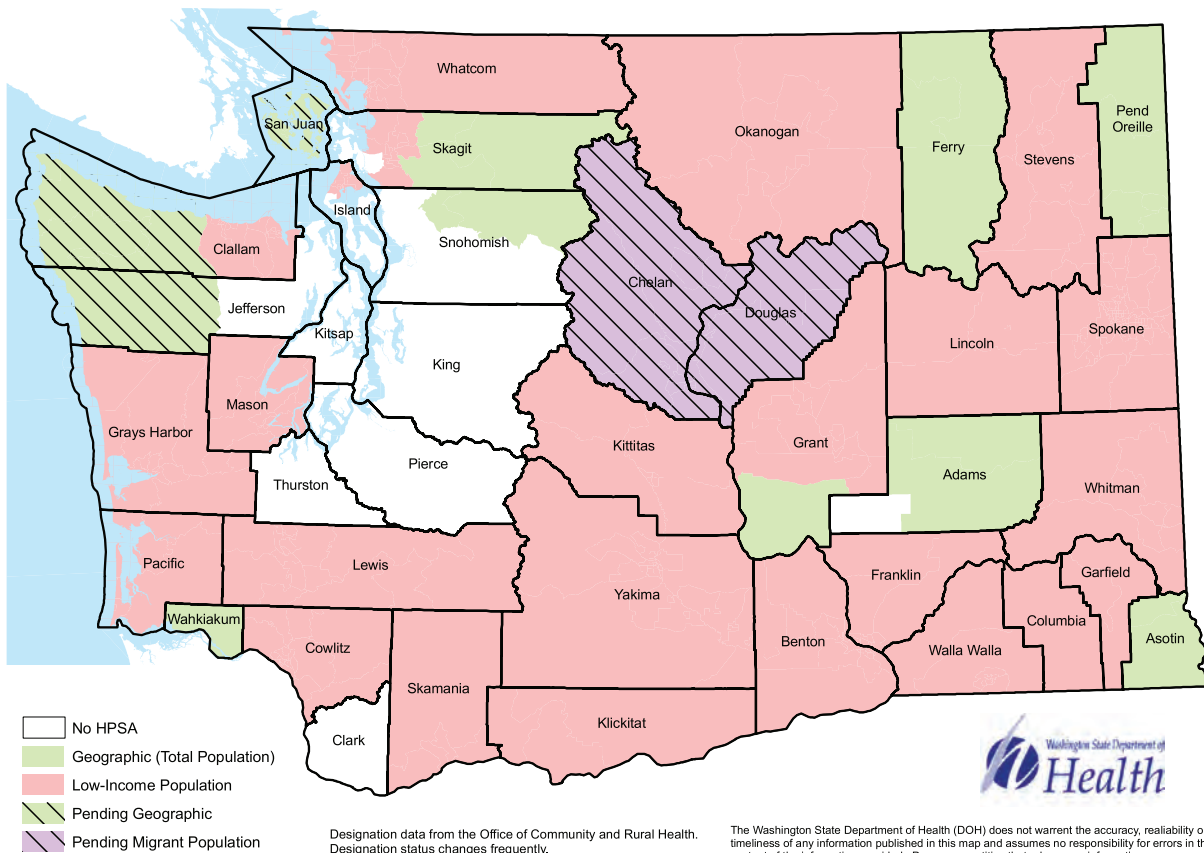 Whatcom
San Juan
Skagit
Okanogan
Ferry
Stevens
Pend
Oreille
Island
Clallam
Snohomish
Chelan
Douglas
Jefferson
Kitsap
King
Lincoln
Spokane
Mason
Grays Harbor
Kittitas
Grant
Pierce
Thurston
Adams
Whitman
Pacific
Lewis
Yakima
Franklin
Garfield
Wahkiakum
Cowlitz
Benton
Columbia
Walla Walla
Asotin
Skamania
Klickitat
Clark
No HPSA
Geographic (Total Population)
Low-Income Population
Pending Geographic
Pending Migrant Population
Washington State Department of
Health
Designation data from the Office of Community and Rural Health.
Designation status changes frequently.
The Washington State Department of Health (DOH) does not warrant the accuracy, realiability o
timeliness of any information published in this map and assumes no responsibility for errors in t